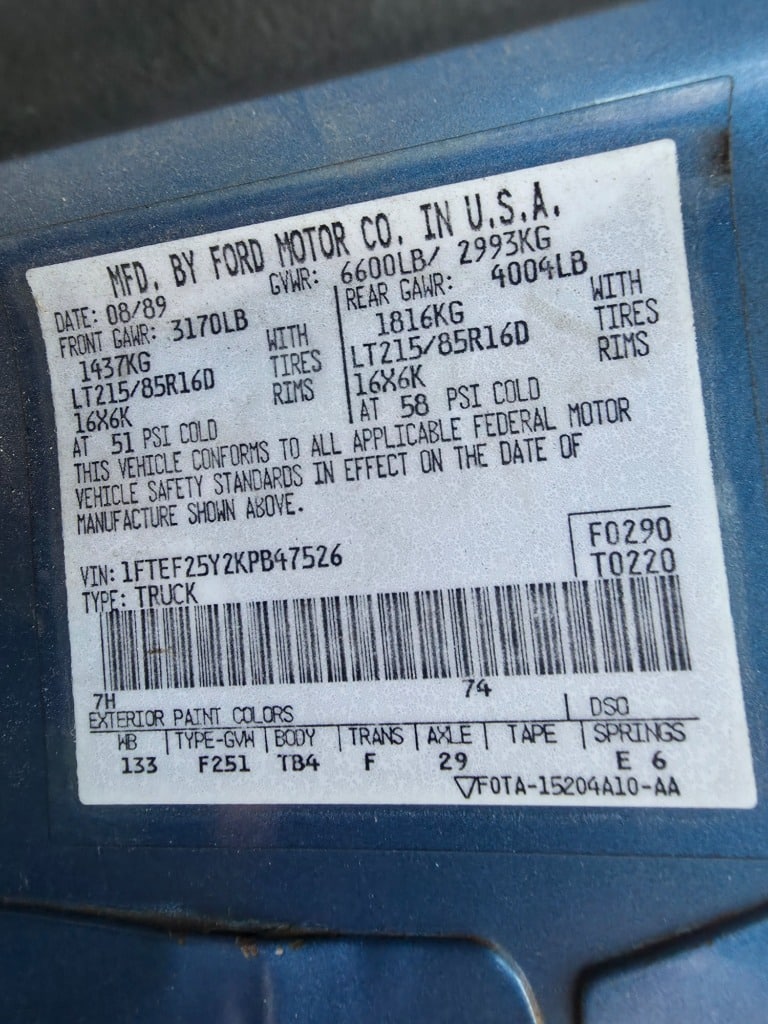 MFD. BY FORD MOTOR CO. IN U.S.A.
DATE: 08/89 GVWR: 6600LB/ 2993KG
FRONT GAWR: 3170LB REAR GAWR: 4004LB
1437KG WITH 1816KG WITH
LT215/85R16D TIRES LT215/85R16D TIRES
16X6K RIMS 16X6K RIMS
AT 51 PSI COLD AT 58 PSI COLD
THIS VEHICLE CONFORMS TO ALL APPLICABLE FEDERAL MOTOR
VEHICLE SAFETY STANDARDS IN EFFECT ON THE DATE OF
MANUFACTURE SHOWN ABOVE.
F0290
VIN: 1FTEF25Y2KPB47526 T0220
TYPE: TRUCK
7H 74
EXTERIOR PAINT COLORS DSO
WB TYPE-GVW BODY TRANS AXLE TAPE SPRINGS
133 F251 TB4 F 29 E 6
F0TA-15204A10-AA